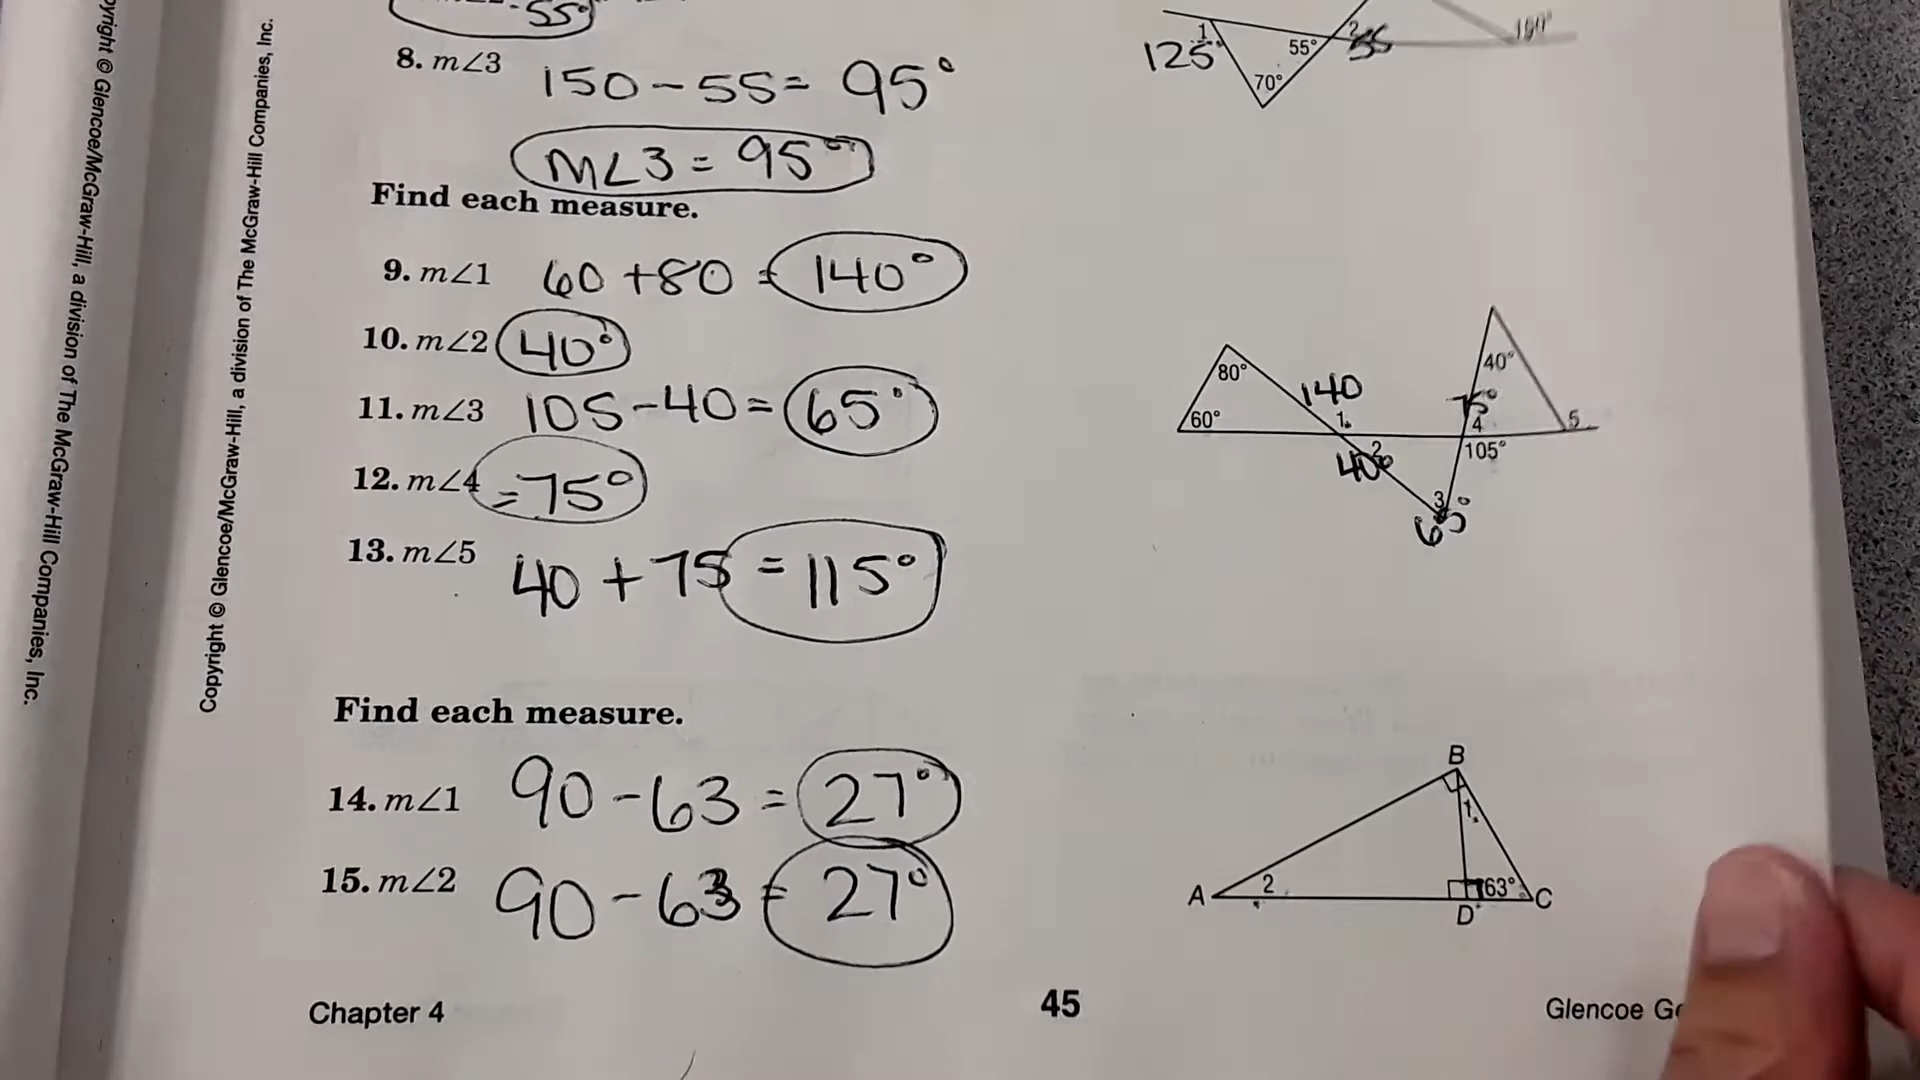 55°
8. m∠3 150 - 55 = 95°
m∠3 = 95°
1
125°
55°
70°
2
55
Find each measure.
9. m∠1 60 + 80 = 140°
10. m∠2 40°
11. m∠3 105 - 40 = 65°
12. m∠4 = 75°
13. m∠5 40 + 75 = 115°
80°
60°
140
1
2
40°
3
65°
40°
75°
4
105°
5
Find each measure.
14. m∠1 90 - 63 = 27°
15. m∠2 90 - 63 = 27°
B
1
A
2
D
63°
C
Chapter 4
45
Glencoe
Copyright © Glencoe/McGraw-Hill, a division of The McGraw-Hill Companies, Inc.
yright © Glencoe/McGraw-Hill, a division of The McGraw-Hill Companies, Inc.